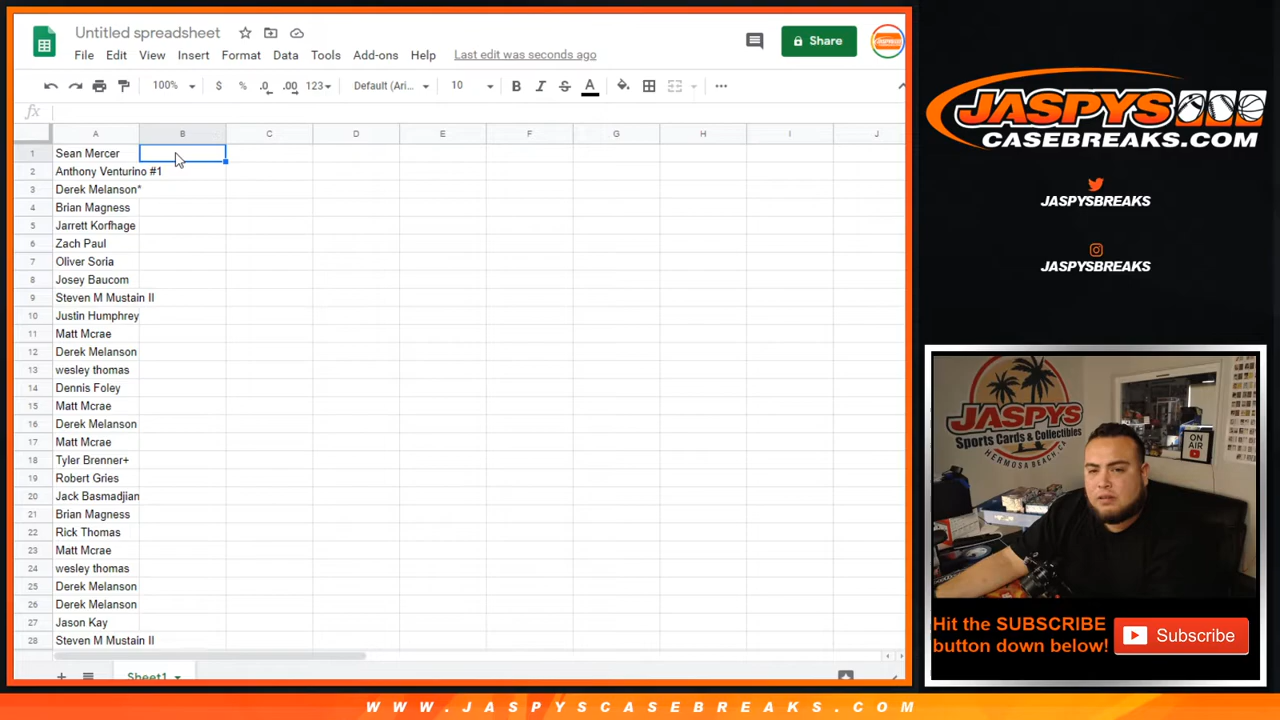 Untitled spreadsheet
File Edit View Insert Format Data Tools Add-ons Help Last edit was seconds ago
Share
100% $ % .0 .00 123 Default (Ari... 10 B I S A
fx
A B C D E F G H I J
1 Sean Mercer
2 Anthony Venturino #1
3 Derek Melanson*
4 Brian Magness
5 Jarrett Korfhage
6 Zach Paul
7 Oliver Soria
8 Josey Baucom
9 Steven M Mustain II
10 Justin Humphrey
11 Matt Mcrae
12 Derek Melanson
13 wesley thomas
14 Dennis Foley
15 Matt Mcrae
16 Derek Melanson
17 Matt Mcrae
18 Tyler Brenner+
19 Robert Gries
20 Jack Basmadjian
21 Brian Magness
22 Rick Thomas
23 Matt Mcrae
24 wesley thomas
25 Derek Melanson
26 Derek Melanson
27 Jason Kay
28 Steven M Mustain II
Sheet1
JASPYS
CASEBREAKS.COM
JASPYSBREAKS
JASPYSBREAKS
JASPYS
Sports Cards & Collectibles
HERMOSA BEACH, CA
ON AIR
Hit the SUBSCRIBE
button down below!
Subscribe
WWW.JASPYSCASEBREAKS.COM